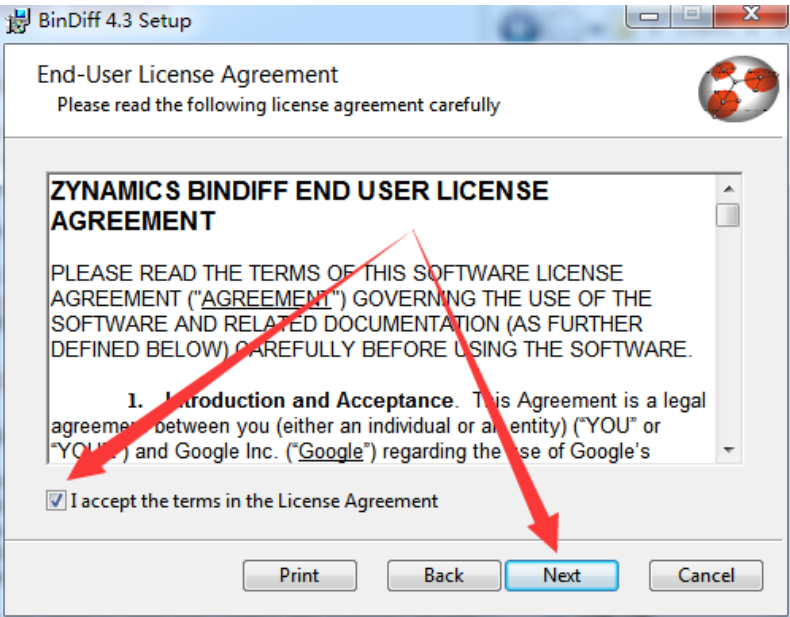 BinDiff 4.3 Setup
End-User License Agreement
Please read the following license agreement carefully
ZYNAMICS BINDIFF END USER LICENSE
AGREEMENT
PLEASE READ THE TERMS OF THIS SOFTWARE LICENSE
AGREEMENT ("AGREEMENT") GOVERNING THE USE OF THE
SOFTWARE AND RELATED DOCUMENTATION (AS FURTHER
DEFINED BELOW) CAREFULLY BEFORE USING THE SOFTWARE.
1. Introduction and Acceptance. This Agreement is a legal
agreement between you (either an individual or an entity) (“YOU” or
and Google Inc. (“Google”) regarding the use of Google’s
I accept the terms in the License Agreement
Print Back Next Cancel